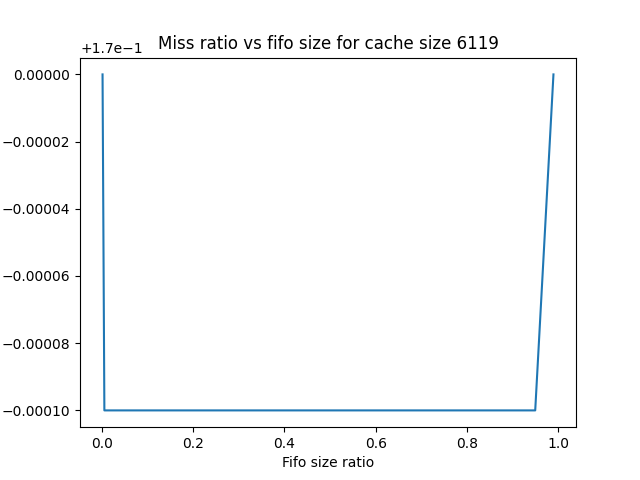 Miss ratio vs fifo size for cache size 6119
+1.7e−1
0.00000
−0.00002
−0.00004
−0.00006
−0.00008
−0.00010
0.0 0.2 0.4 0.6 0.8 1.0
Fifo size ratio